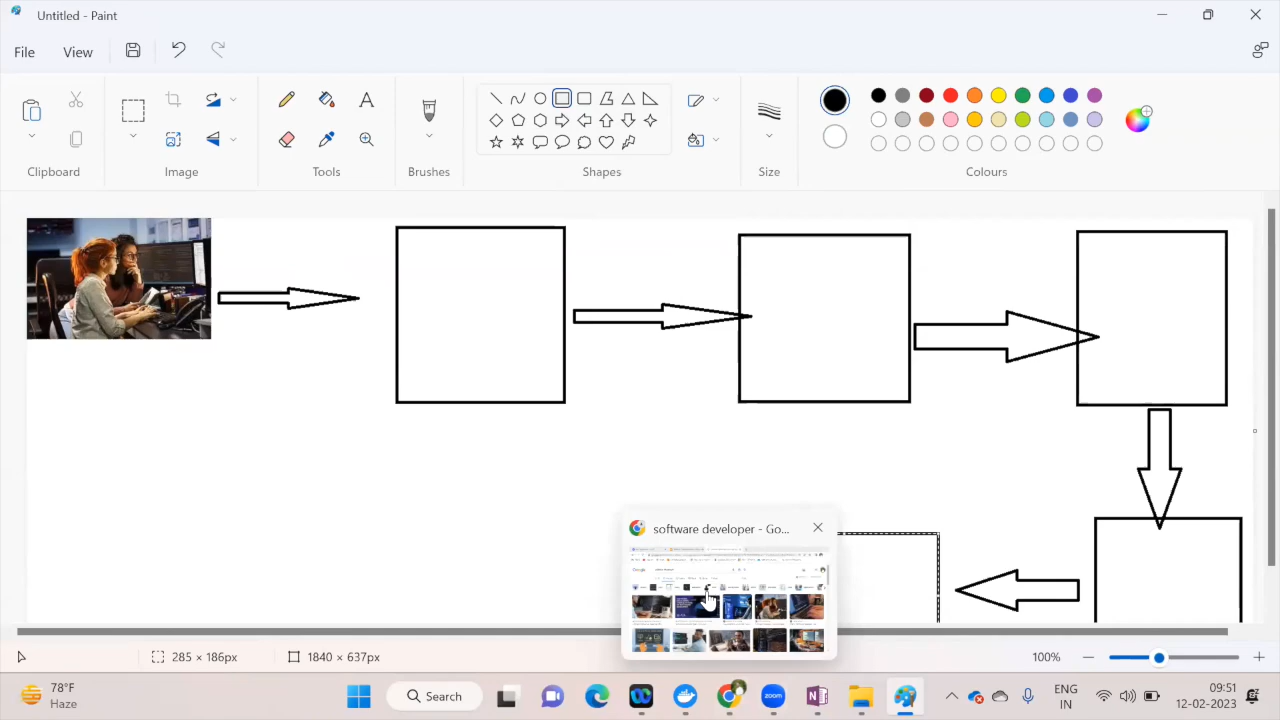 Untitled - Paint
File
View
Clipboard
Image
Tools
Brushes
Shapes
Size
Colours
software developer - Go...
285 × 186px
1840 × 637px
100%
78°F
Haze
Search
zoom
ENG
IN
09:51
12-02-2023